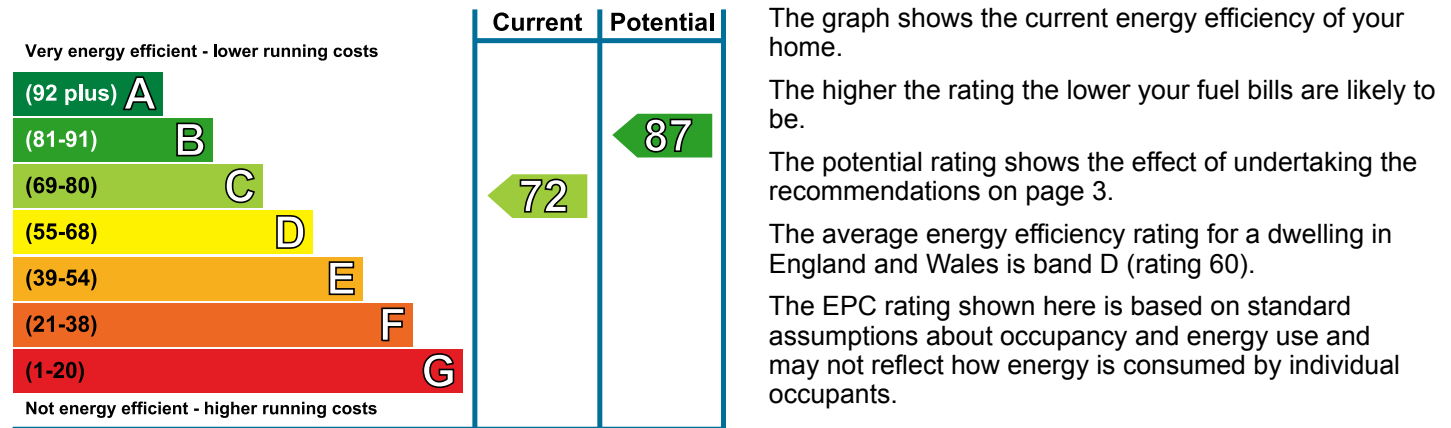 Current Potential
Very energy efficient - lower running costs
(92 plus) A
(81-91) B
87
(69-80) C
72
(55-68) D
(39-54) E
(21-38) F
(1-20) G
Not energy efficient - higher running costs
The graph shows the current energy efficiency of your
home.
The higher the rating the lower your fuel bills are likely to
be.
The potential rating shows the effect of undertaking the
recommendations on page 3.
The average energy efficiency rating for a dwelling in
England and Wales is band D (rating 60).
The EPC rating shown here is based on standard
assumptions about occupancy and energy use and
may not reflect how energy is consumed by individual
occupants.